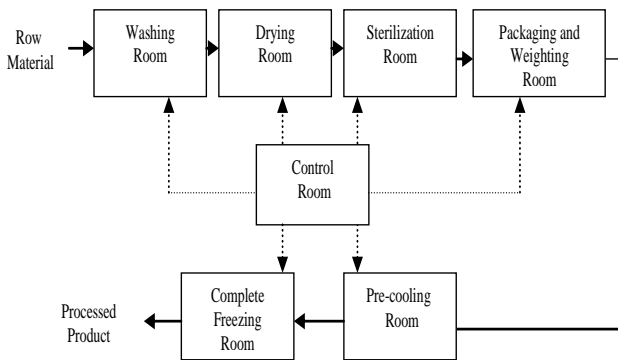 Row
Material
Washing
Room
Drying
Room
Sterilization
Room
Packaging and
Weighting
Room
Control
Room
Processed
Product
Complete
Freezing
Room
Pre-cooling
Room